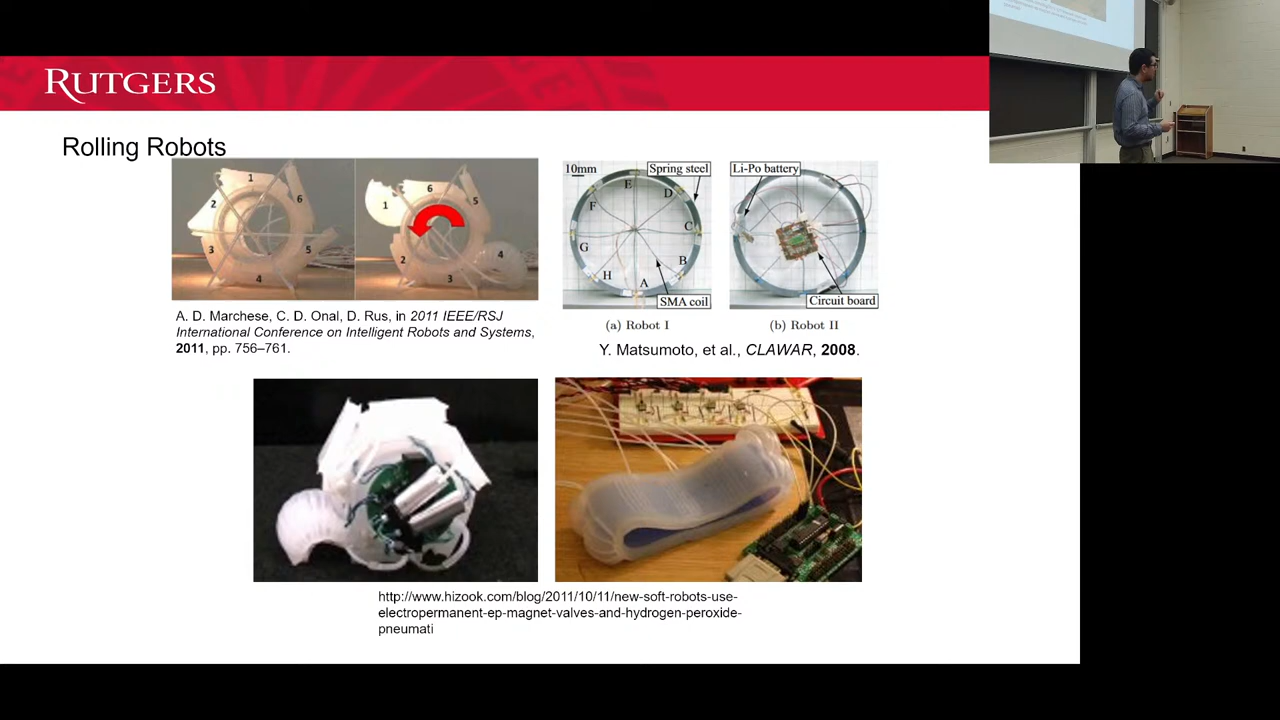 RUTGERS
Rolling Robots
1
2
3
4
5
6
1
2
3
4
5
6
10mm
Spring steel
E
D
F
C
G
B
H
A
SMA coil
(a) Robot I
Li-Po battery
Circuit board
(b) Robot II
A. D. Marchese, C. D. Onal, D. Rus, in 2011 IEEE/RSJ
International Conference on Intelligent Robots and Systems,
2011, pp. 756–761.
Y. Matsumoto, et al., CLAWAR, 2008.
http://www.hizook.com/blog/2011/10/11/new-soft-robots-use-
electropermanent-ep-magnet-valves-and-hydrogen-peroxide-
pneumati